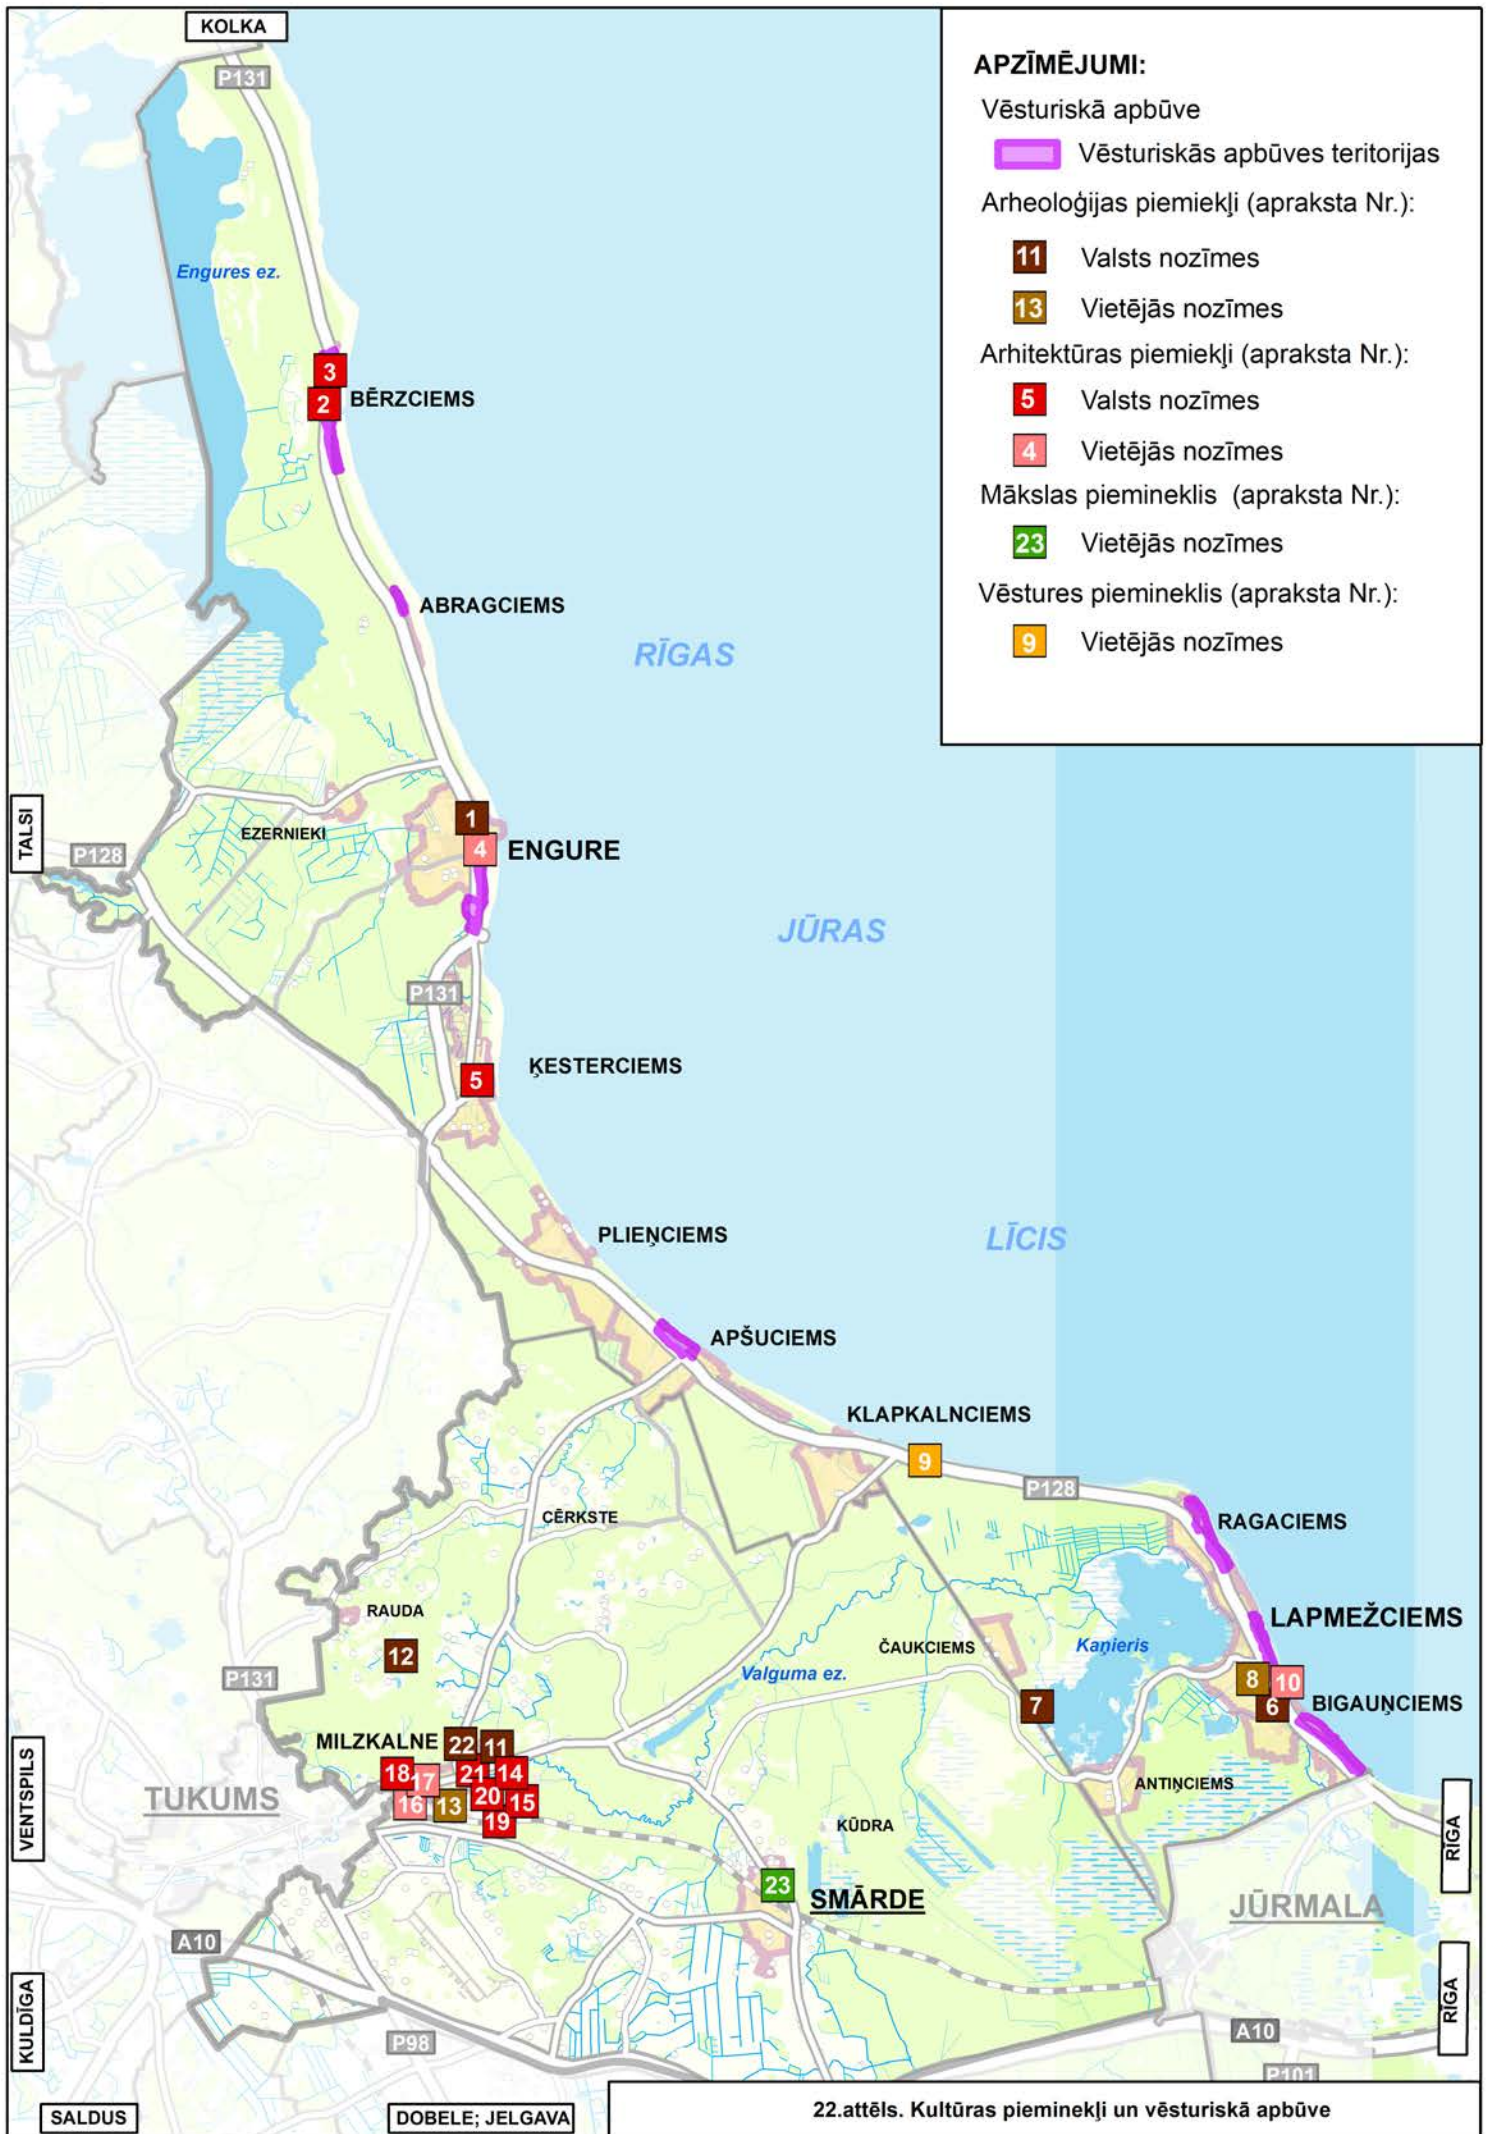 KOLKA
P131
APZĪMĒJUMI:
Vēsturiskā apbūve
Vēsturiskās apbūves teritorijas
Arheoloģijas piemiekļi (apraksta Nr.):
11 Valsts nozīmes
13 Vietējās nozīmes
Arhitektūras piemiekļi (apraksta Nr.):
5 Valsts nozīmes
4 Vietējās nozīmes
Mākslas piemineklis (apraksta Nr.):
23 Vietējās nozīmes
Vēstures piemineklis (apraksta Nr.):
9 Vietējās nozīmes
Engures ez.
3
2 BĒRZCIEMS
ABRAGCIEMS
RĪGAS
TALSI
P128
EZERNIEKI
1
4 ENGURE
JŪRAS
P131
5 ĶESTERCIEMS
PLIEŅCIEMS
LĪCIS
APŠUCIEMS
KLAPKALNCIEMS
9
P128
RAGACIEMS
CĒRKSTE
RAUDA
12
LAPMEŽCIEMS
ČAUKCIEMS
Kaņieris
Valguma ez.
P131
7
8
10
6
BIGAUŅCIEMS
MILZKALNE
22
11
18
17
21
14
16
13
20
15
19
ANTIŅCIEMS
TUKUMS
VENTSPILS
KŪDRA
RĪGA
23
SMĀRDE
JŪRMALA
A10
KULDĪGA
P98
A10
RĪGA
P101
SALDUS
DOBELE; JELGAVA
22.attēls. Kultūras pieminekļi un vēsturiskā apbūve